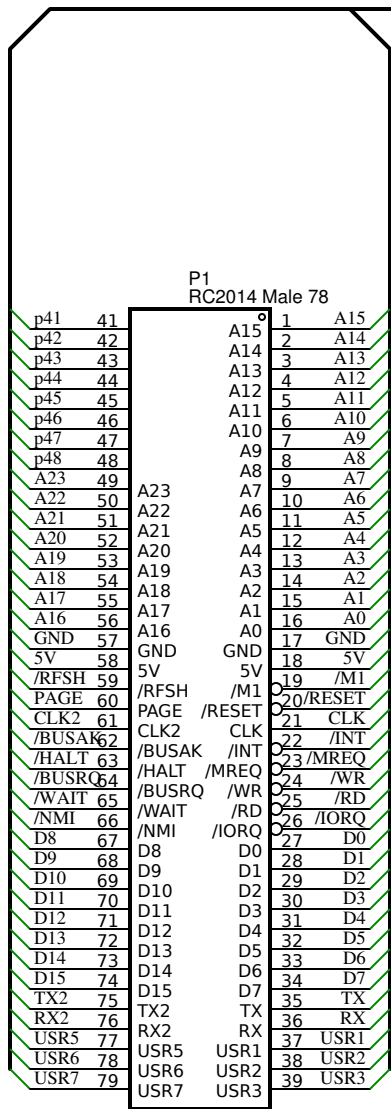 P1
RC2014 Male 78
p41 41 1 A15
A15
p42 42 2 A14
A14
p43 43 3 A13
A13
p44 44 4 A12
A12
p45 45 5 A11
A11
p46 46 6 A10
A10
p47 47 7 A9
A9
p48 48 8 A8
A8
A23 49 9 A7
A23 A7
A22 50 10 A6
A22 A6
A21 51 11 A5
A21 A5
A20 52 12 A4
A20 A4
A19 53 13 A3
A19 A3
A18 54 14 A2
A18 A2
A17 55 15 A1
A17 A1
A16 56 16 A0
A16 A0
GND 57 17 GND
GND GND
5V 58 18 5V
5V 5V
/RFSH 59 19 /M1
/RFSH /M1
PAGE 60 20 /RESET
PAGE /RESET
CLK2 61 21 CLK
CLK2 CLK
/BUSAK 62 22 /INT
/BUSAK /INT
/HALT 63 23 /MREQ
/HALT /MREQ
/BUSRQ 64 24 /WR
/BUSRQ /WR
/WAIT 65 25 /RD
/WAIT /RD
/NMI 66 26 /IORQ
/NMI /IORQ
D8 67 27 D0
D8 D0
D9 68 28 D1
D9 D1
D10 69 29 D2
D10 D2
D11 70 30 D3
D11 D3
D12 71 31 D4
D12 D4
D13 72 32 D5
D13 D5
D14 73 33 D6
D14 D6
D15 74 34 D7
D15 D7
TX2 75 35 TX
TX2 TX
RX2 76 36 RX
RX2 RX
USR5 77 37 USR1
USR5 USR1
USR6 78 38 USR2
USR6 USR2
USR7 79 39 USR3
USR7 USR3